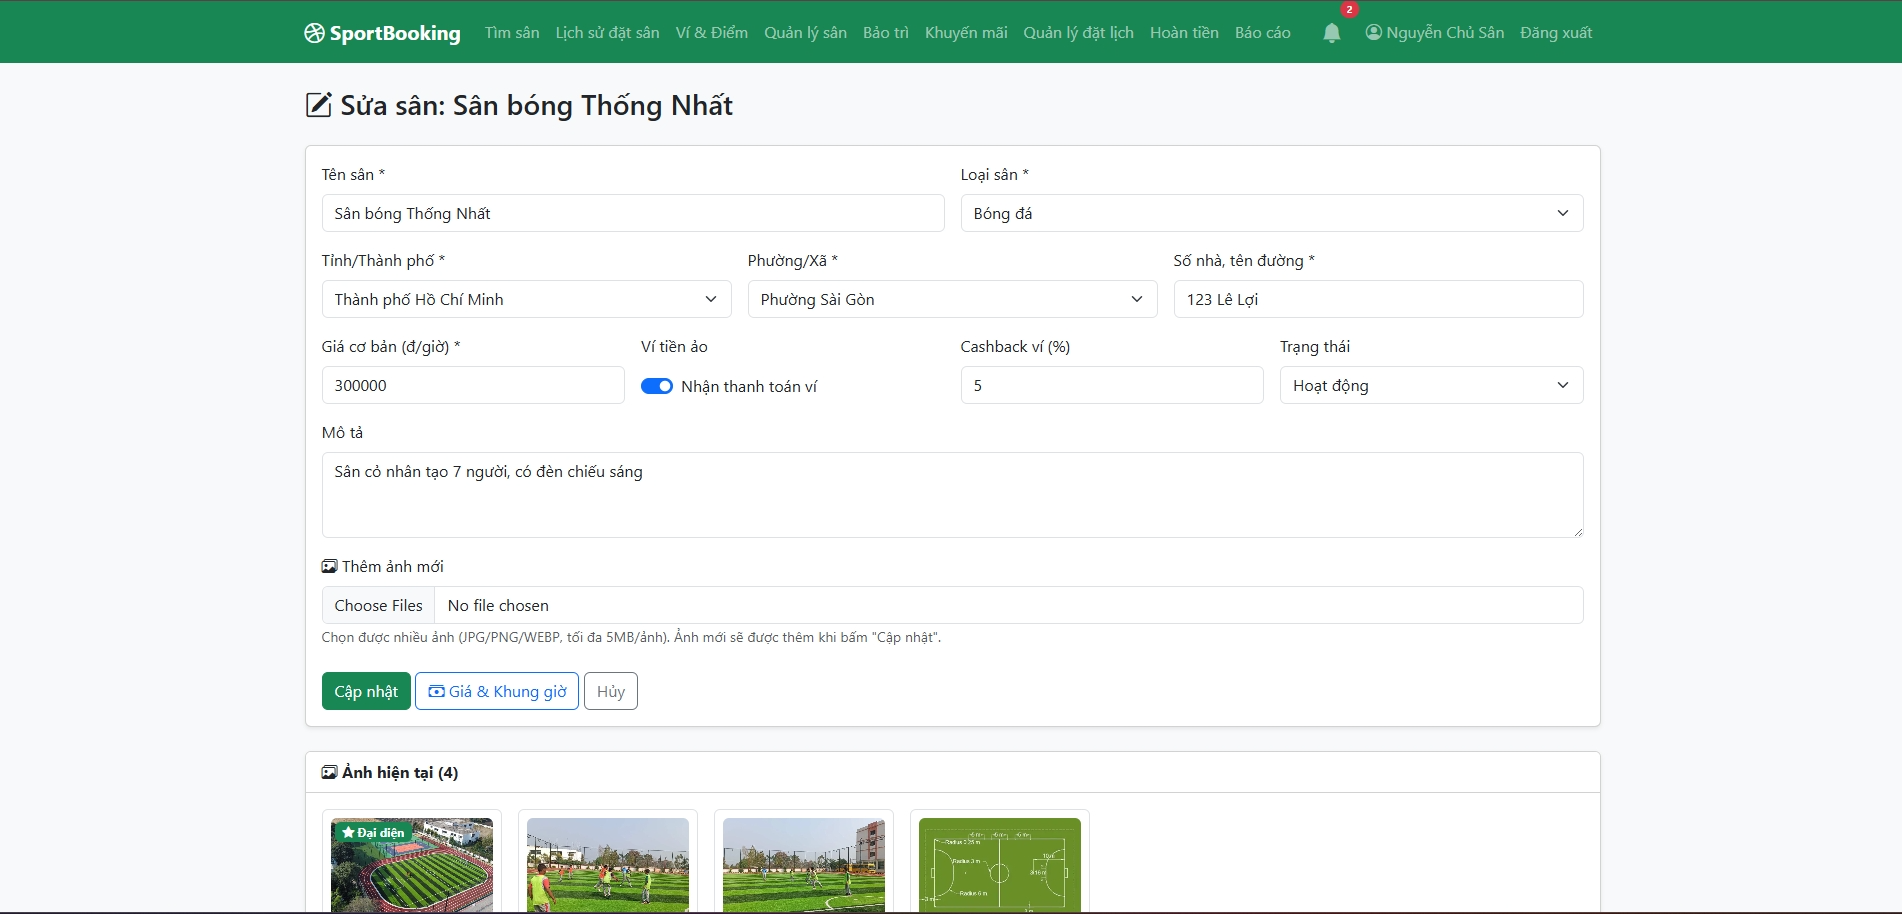 SportBooking Tìm sân Lịch sử đặt sân Ví & Điểm Quản lý sân Bảo trì Khuyến mãi Quản lý đặt lịch Hoàn tiền Báo cáo 2 Nguyễn Chủ Sân Đăng xuất
Sửa sân: Sân bóng Thống Nhất
Tên sân * Loại sân *
Sân bóng Thống Nhất Bóng đá
Tỉnh/Thành phố * Phường/Xã * Số nhà, tên đường *
Thành phố Hồ Chí Minh Phường Sài Gòn 123 Lê Lợi
Giá cơ bản (đ/giờ) * Ví tiền ảo Cashback ví (%) Trạng thái
300000 Nhận thanh toán ví 5 Hoạt động
Mô tả
Sân cỏ nhân tạo 7 người, có đèn chiếu sáng
Thêm ảnh mới
Choose Files No file chosen
Chọn được nhiều ảnh (JPG/PNG/WEBP, tối đa 5MB/ảnh). Ảnh mới sẽ được thêm khi bấm "Cập nhật".
Cập nhật Giá & Khung giờ Hủy
Ảnh hiện tại (4)
Đại diện
Radius 3 m
Radius 6 m